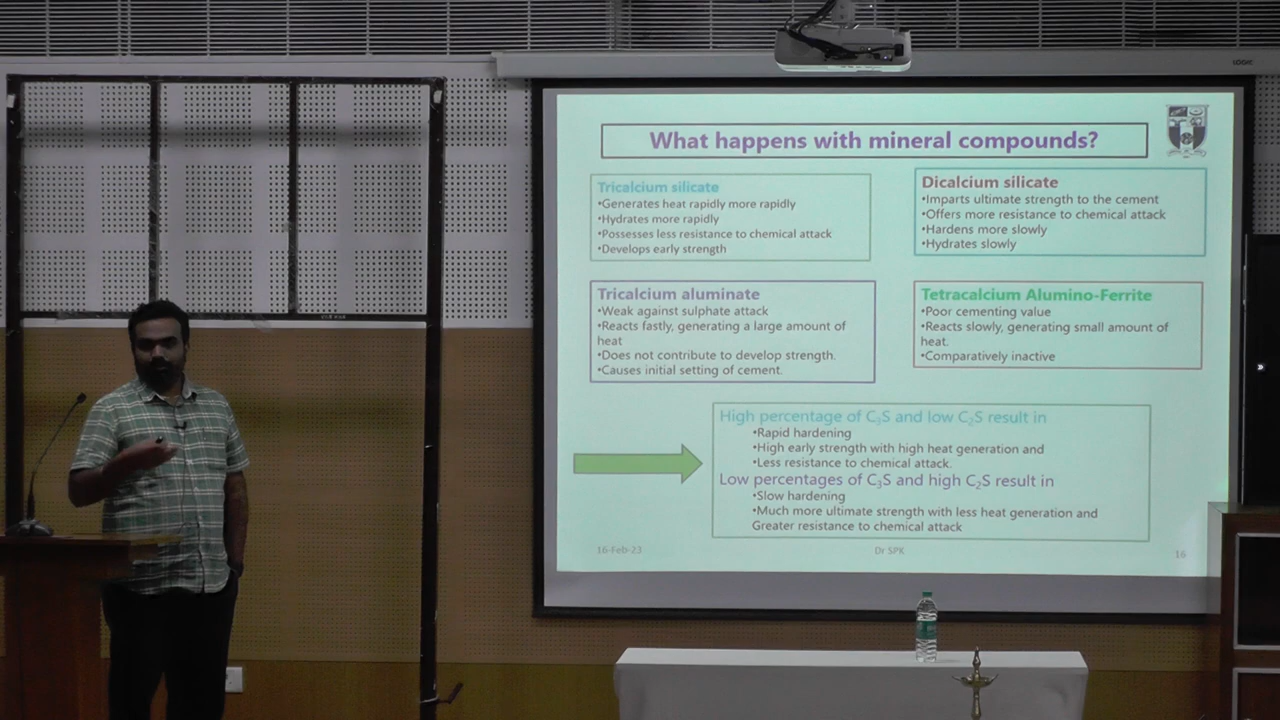 LOGIC
What happens with mineral compounds?
Tricalcium silicate
•Generates heat rapidly more rapidly
•Hydrates more rapidly
•Possesses less resistance to chemical attack
•Develops early strength
Dicalcium silicate
•Imparts ultimate strength to the cement
•Offers more resistance to chemical attack
•Hardens more slowly
•Hydrates slowly
Tricalcium aluminate
•Weak against sulphate attack
•Reacts fastly, generating a large amount of
heat
•Does not contribute to develop strength.
•Causes initial setting of cement.
Tetracalcium Alumino-Ferrite
•Poor cementing value
•Reacts slowly, generating small amount of
heat.
•Comparatively inactive
High percentage of C₃S and low C₂S result in
•Rapid hardening
•High early strength with high heat generation and
•Less resistance to chemical attack.
Low percentages of C₃S and high C₂S result in
•Slow hardening
•Much more ultimate strength with less heat generation and
Greater resistance to chemical attack
16-Feb-23
Dr SPK
16